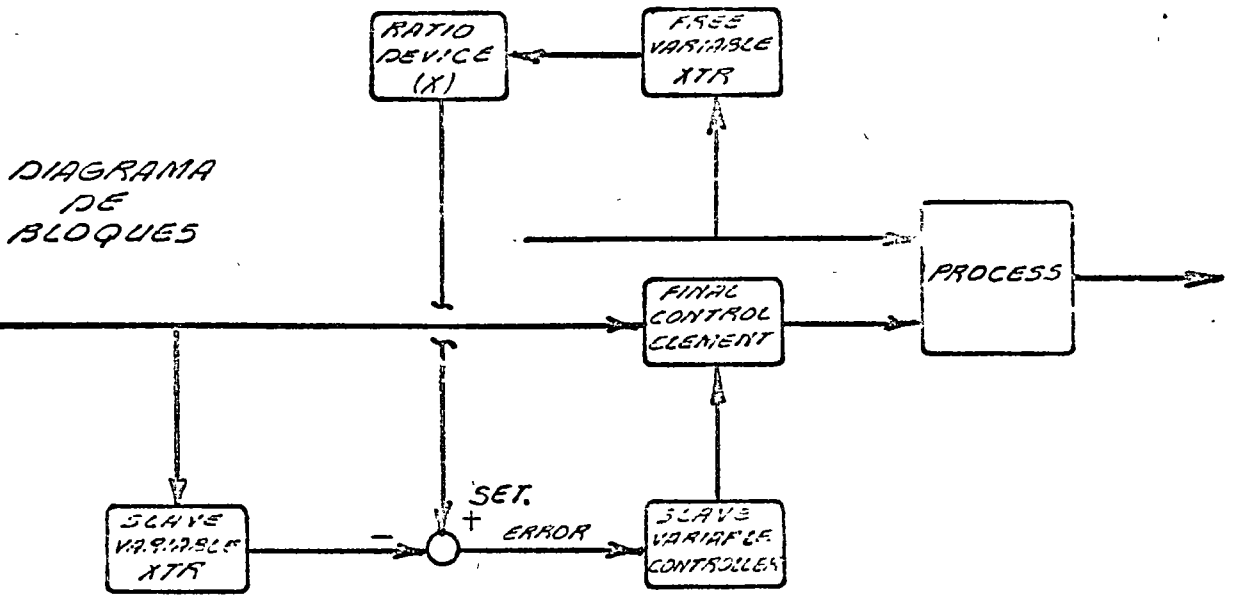 RATIO
DEVICE
(X)
FREE
VARIABLE
XTR
DIAGRAMA
DE
BLOQUES
PROCESS
FINAL
CONTROL
CLEMENT
SET.
+
-
ERROR
SLAVE
VARIABLE
XTR
SLAVE
VARIABLE
CONTROLLER